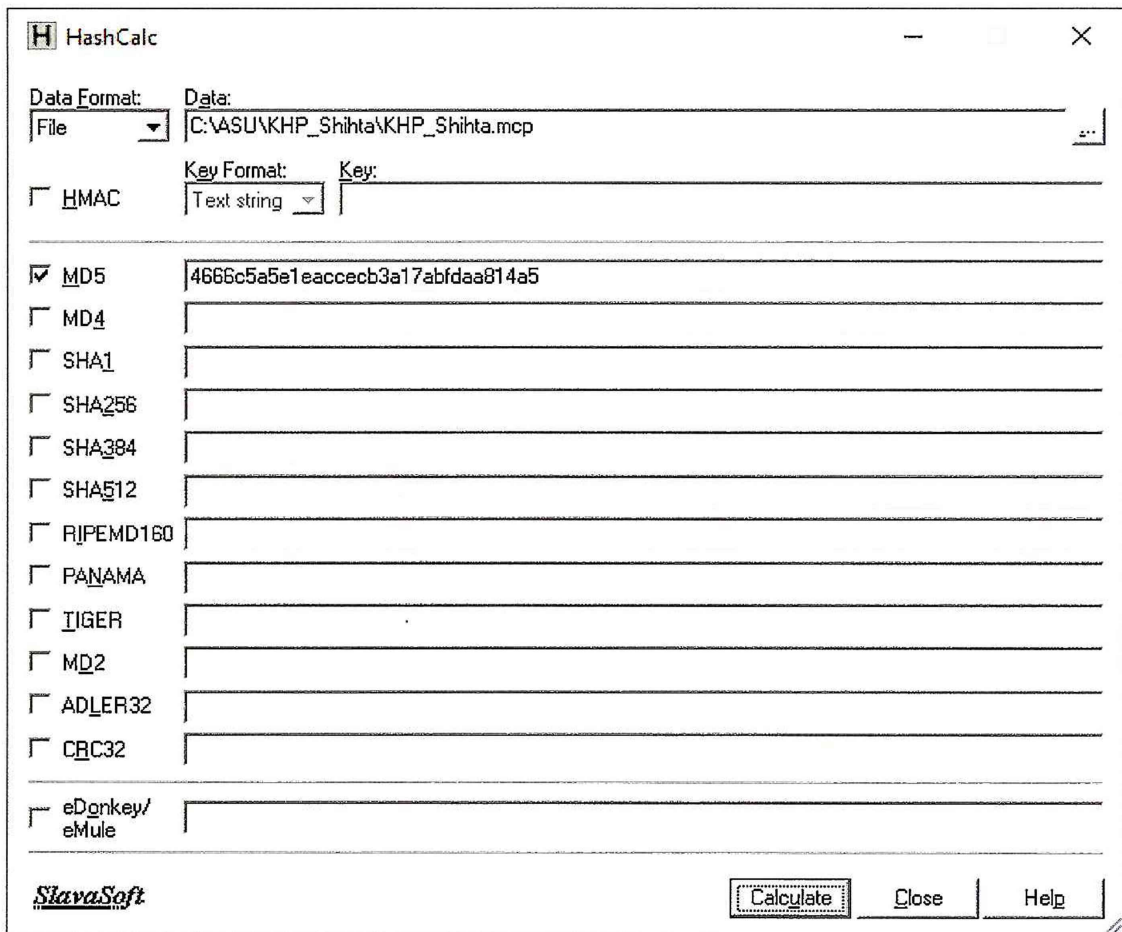 H HashCalc
Data Format: Data:
File C:\ASU\KHP_Shihta\KHP_Shihta.mcp ...
Key Format: Key:
HMAC Text string
MD5 4666c5a5e1eaccecb3a17abfdaa814a5
MD4
SHA1
SHA256
SHA384
SHA512
RIPEMD160
PANAMA
TIGER
MD2
ADLER32
CRC32
eDonkey/
eMule
SlavaSoft Calculate Close Help